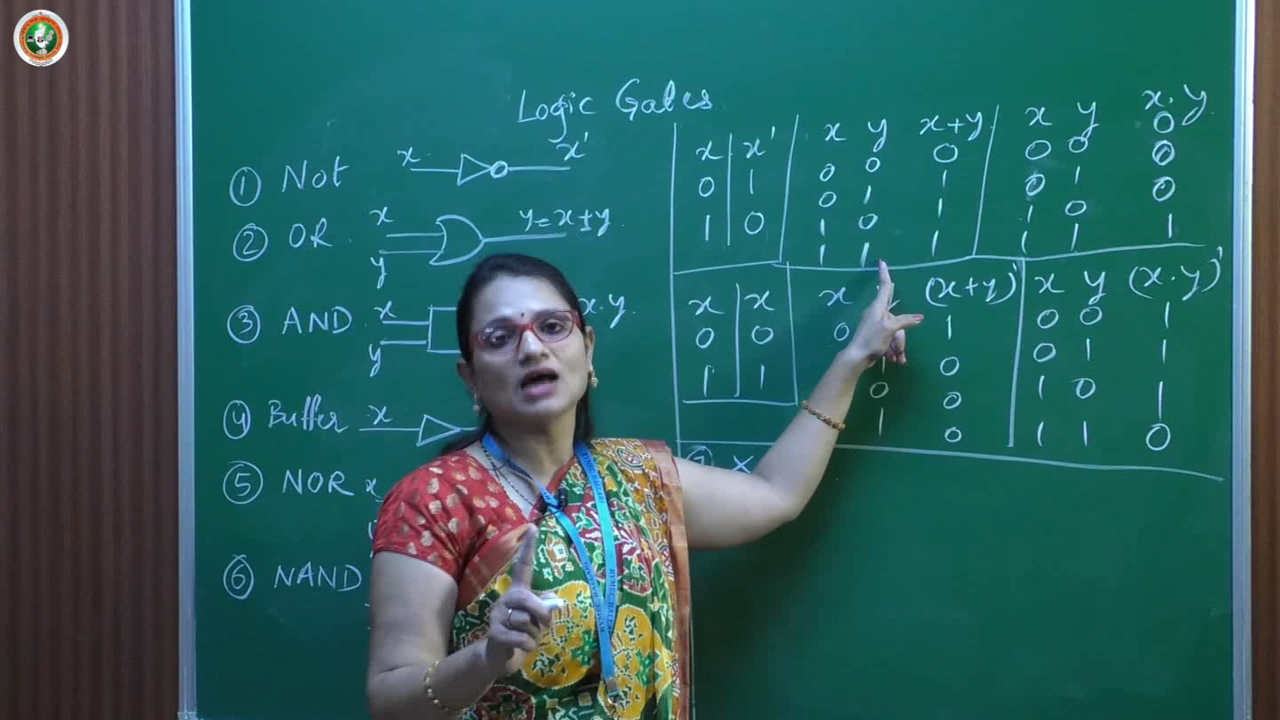 Logic Gates
① Not x x'
② OR x y y=x+y
③ AND x y x.y
④ Buffer x
⑤ NOR x
⑥ NAND
x x'
0 1
1 0
x y x+y
0 0 0
0 1 1
1 0 1
1 1 1
x y x.y
0 0 0
0 1 0
1 0 0
1 1 1
x x
0 0
1 1
x (x+y)'
0 1
1 0
0 0
1 0
x y (x.y)'
0 0 1
0 1 1
1 0 1
1 1 0
⑦ X